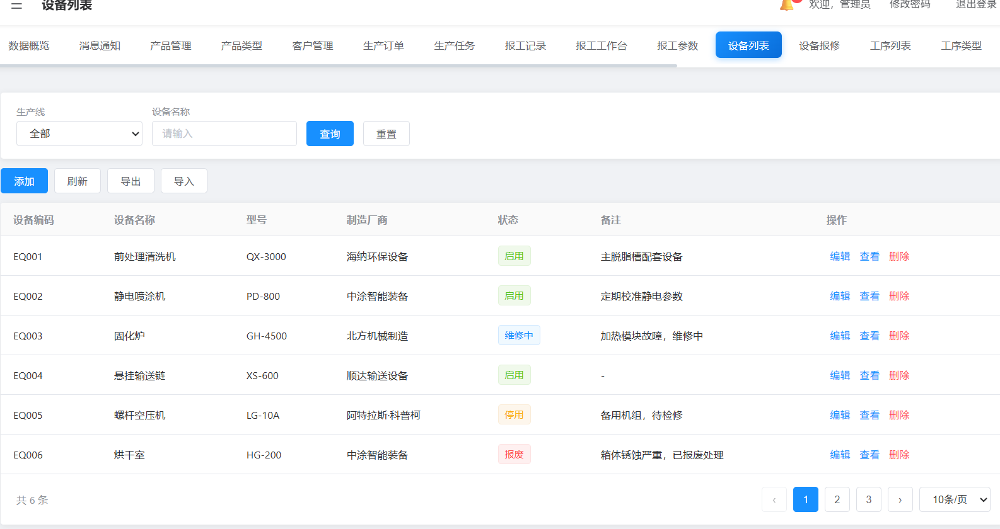 设备列表
欢迎，管理员 修改密码 退出登录
数据概览 消息通知 产品管理 产品类型 客户管理 生产订单 生产任务 报工记录 报工工作台 报工参数 设备列表 设备报修 工序列表 工序类型
生产线 设备名称
全部 请输入 查询 重置
添加 刷新 导出 导入
设备编码 设备名称 型号 制造厂商 状态 备注 操作
EQ001 前处理清洗机 QX-3000 海纳环保设备 启用 主脱脂槽配套设备 编辑 查看 删除
EQ002 静电喷涂机 PD-800 中涂智能装备 启用 定期校准静电参数 编辑 查看 删除
EQ003 固化炉 GH-4500 北方机械制造 维修中 加热模块故障，维修中 编辑 查看 删除
EQ004 悬挂输送链 XS-600 顺达输送设备 启用 - 编辑 查看 删除
EQ005 螺杆空压机 LG-10A 阿特拉斯·科普柯 停用 备用机组，待检修 编辑 查看 删除
EQ006 烘干室 HG-200 中涂智能装备 报废 箱体锈蚀严重，已报废处理 编辑 查看 删除
共 6 条 ‹ 1 2 3 › 10条/页